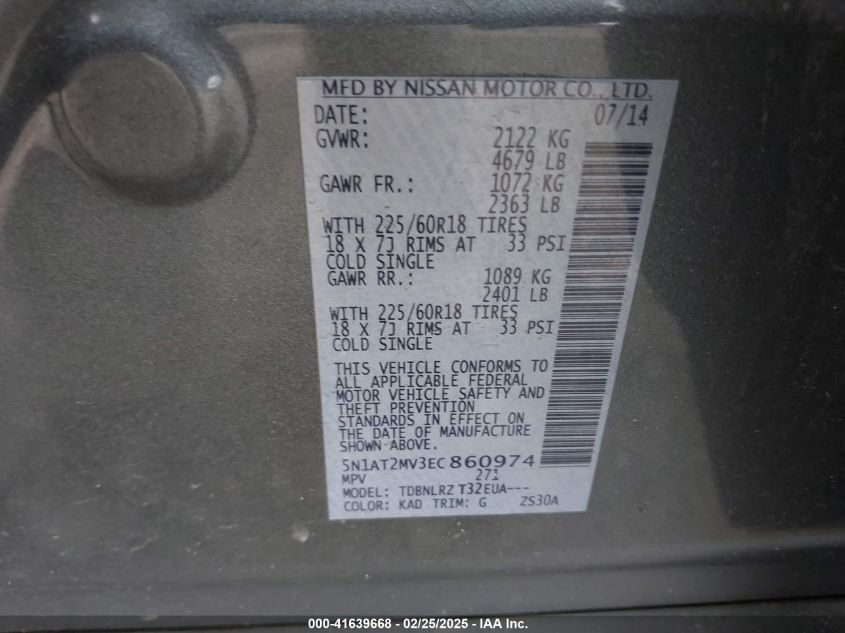 MFD BY NISSAN MOTOR CO., LTD.
DATE: 07/14
GVWR: 2122 KG
4679 LB
GAWR FR.: 1072 KG
2363 LB
WITH 225/60R18 TIRES
18 X 7J RIMS AT 33 PSI
COLD SINGLE
GAWR RR.: 1089 KG
2401 LB
WITH 225/60R18 TIRES
18 X 7J RIMS AT 33 PSI
COLD SINGLE
THIS VEHICLE CONFORMS TO
ALL APPLICABLE FEDERAL
MOTOR VEHICLE SAFETY AND
THEFT PREVENTION
STANDARDS IN EFFECT ON
THE DATE OF MANUFACTURE
SHOWN ABOVE.
5N1AT2MV3EC860974
MPV 271
MODEL: TDBNLRZ T32EUA---
COLOR: KAD TRIM: G ZS30A
000-41639668 - 02/25/2025 - IAA Inc.